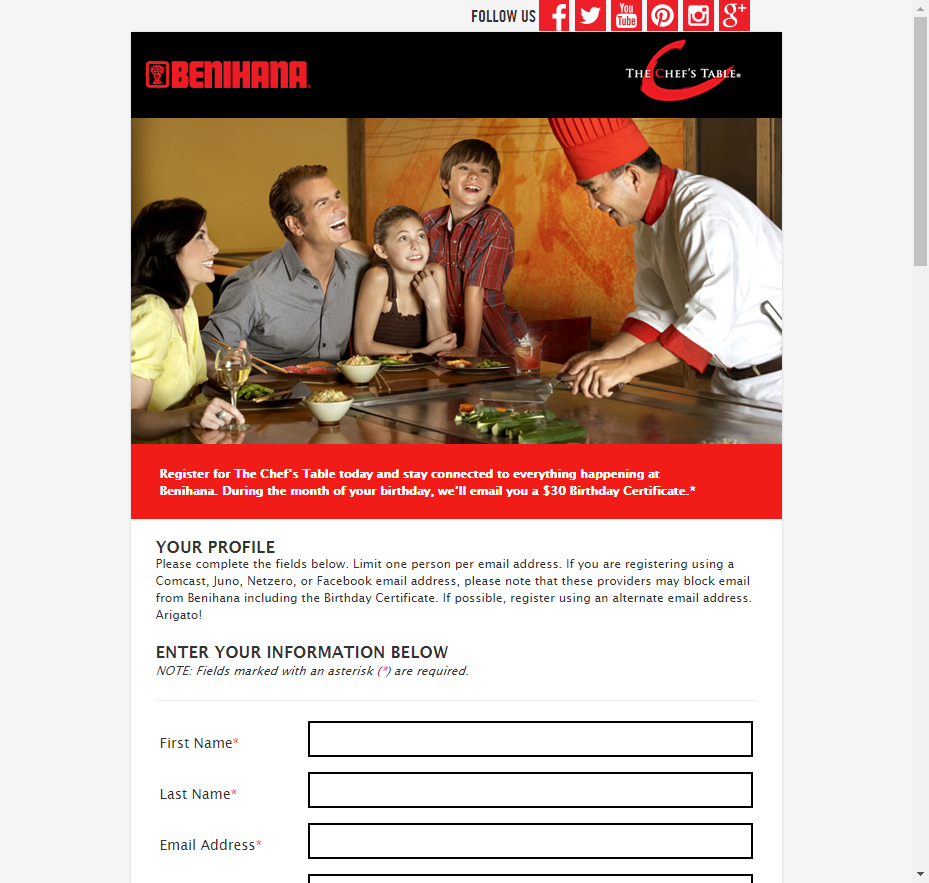 FOLLOW US
You Tube
g+
BENIHANA
THE CHEF'S TABLE®
Register for The Chef's Table today and stay connected to everything happening at
Benihana. During the month of your birthday, we'll email you a $30 Birthday Certificate.*
YOUR PROFILE
Please complete the fields below. Limit one person per email address. If you are registering using a
Comcast, Juno, Netzero, or Facebook email address, please note that these providers may block email
from Benihana including the Birthday Certificate. If possible, register using an alternate email address.
Arigato!
ENTER YOUR INFORMATION BELOW
NOTE: Fields marked with an asterisk (*) are required.
First Name*
Last Name*
Email Address*